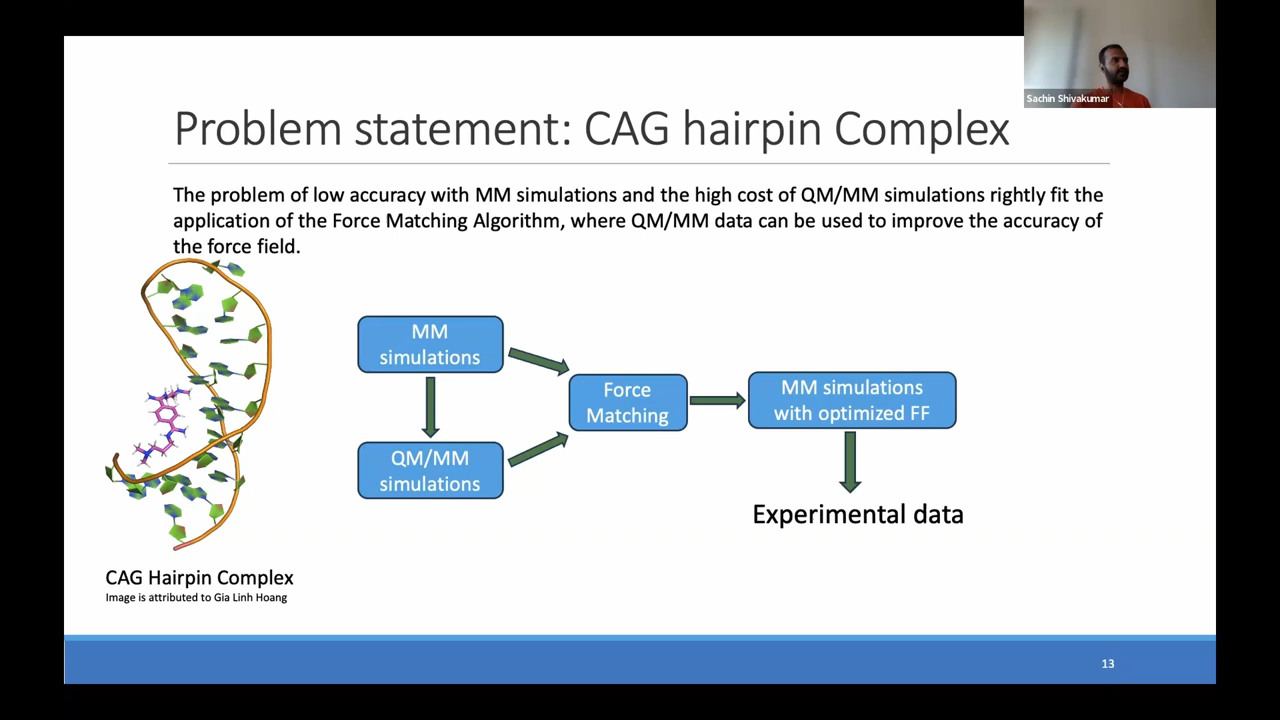 Sachin Shivakumar
Problem statement: CAG hairpin Complex
The problem of low accuracy with MM simulations and the high cost of QM/MM simulations rightly fit the
application of the Force Matching Algorithm, where QM/MM data can be used to improve the accuracy of
the force field.
MM
simulations
Force
Matching
MM simulations
with optimized FF
QM/MM
simulations
Experimental data
CAG Hairpin Complex
Image is attributed to Gia Linh Hoang
13